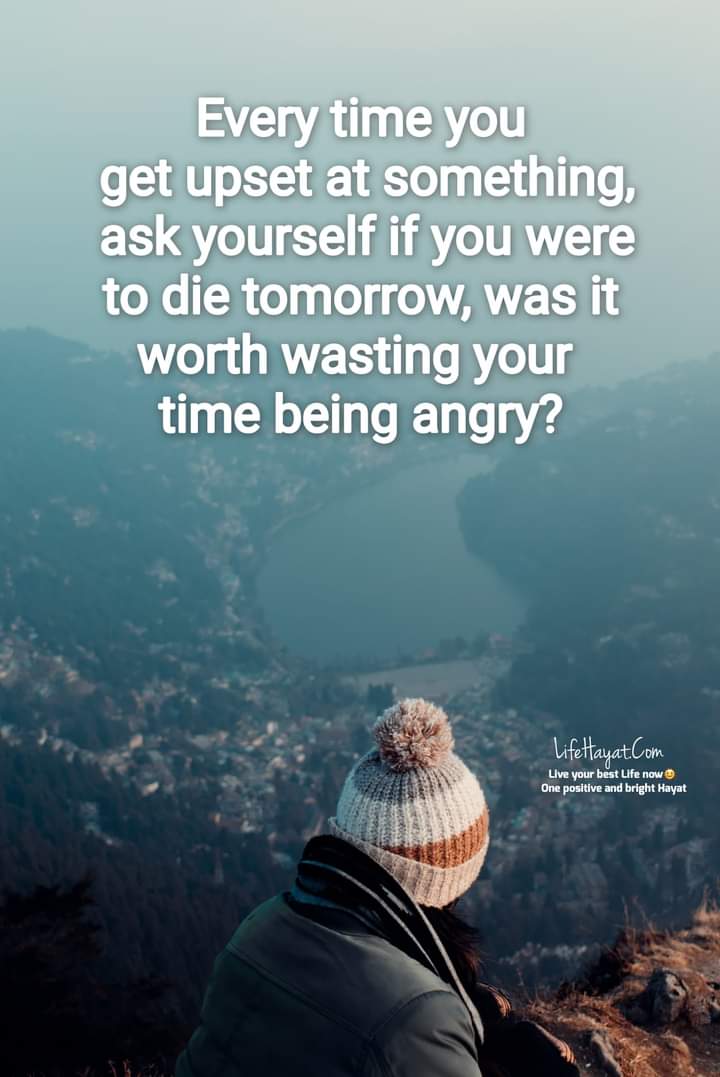 Every time you
get upset at something,
ask yourself if you were
to die tomorrow, was it
worth wasting your
time being angry?
LifeHayat.Com
Live your best Life now🥹
One positive and bright Hayat